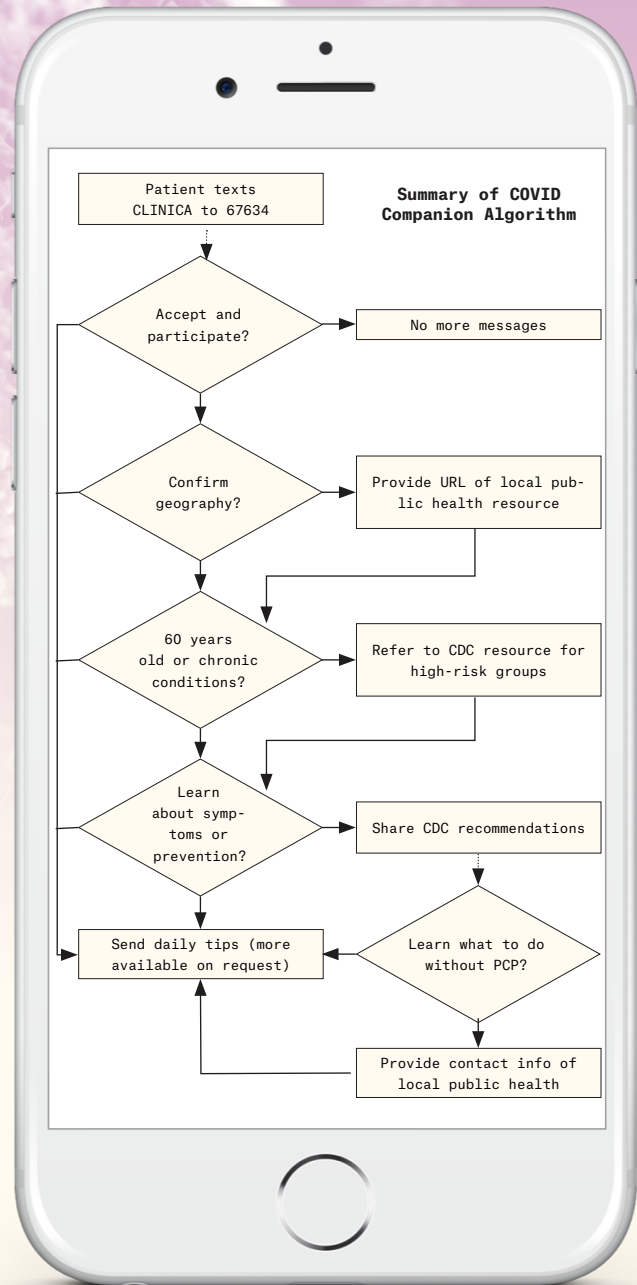 Patient texts
CLINICA to 67634
Summary of COVID
Companion Algorithm
Accept and
participate?
No more messages
Confirm
geography?
Provide URL of local pub-
lic health resource
60 years
old or chronic
conditions?
Refer to CDC resource for
high-risk groups
Learn
about symp-
toms or
prevention?
Share CDC recommendations
Send daily tips (more
available on request)
Learn what to do
without PCP?
Provide contact info of
local public health